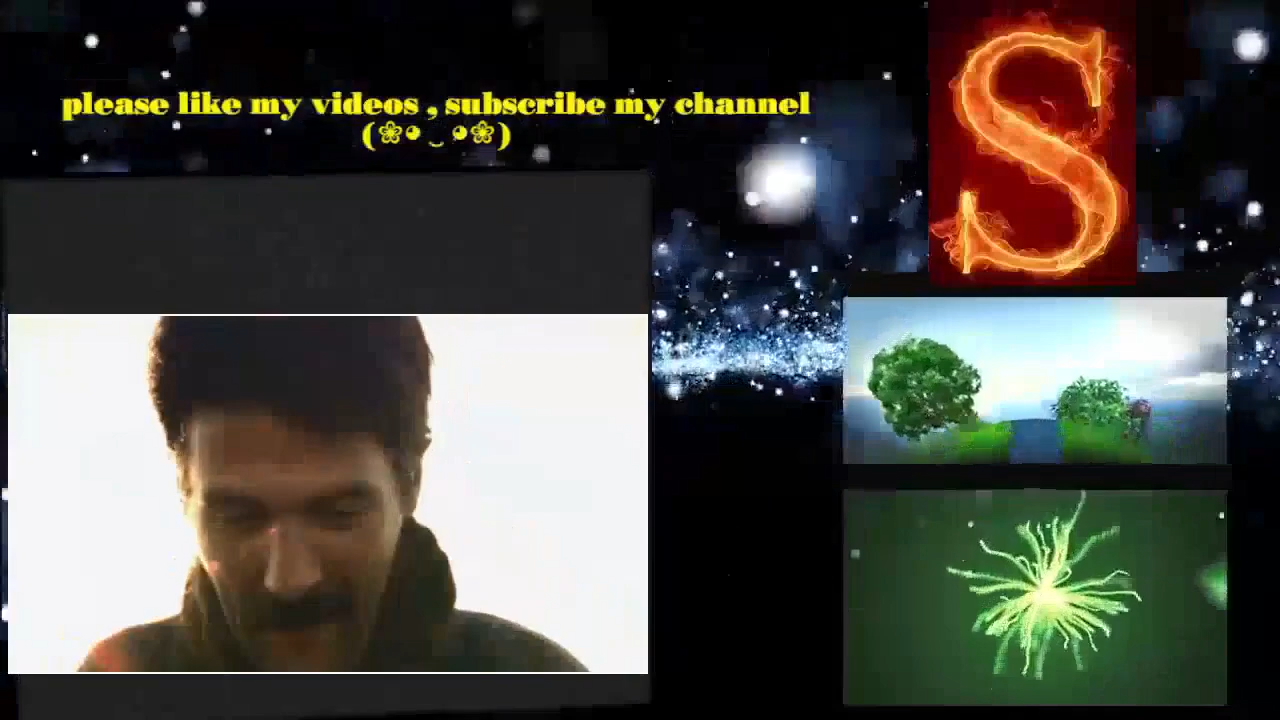 please like my videos , subscribe my channel
(❀◕ ‿ ◕❀)
S